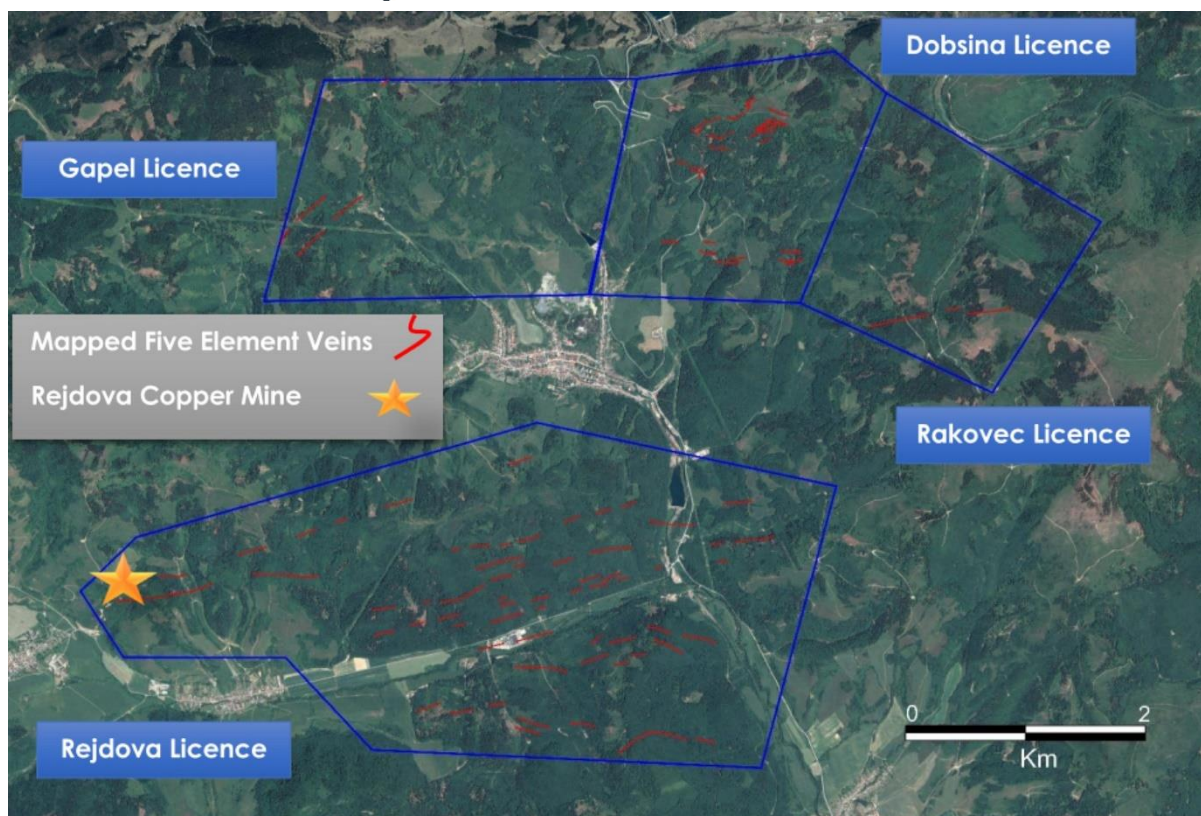 Dobsina Licence
Gapel Licence
Mapped Five Element Veins
Rejdova Copper Mine
Rakovec Licence
Rejdova Licence
0 2
Km